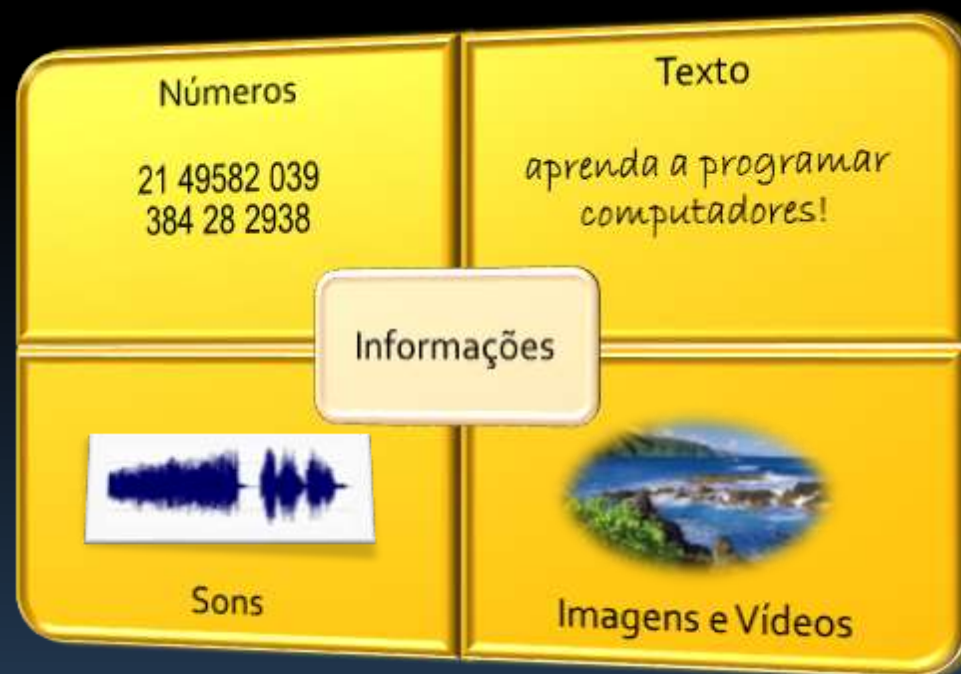 Números
21 49582 039
384 28 2938
Texto
aprenda a programar
computadores!
Informações
Sons
Imagens e Vídeos